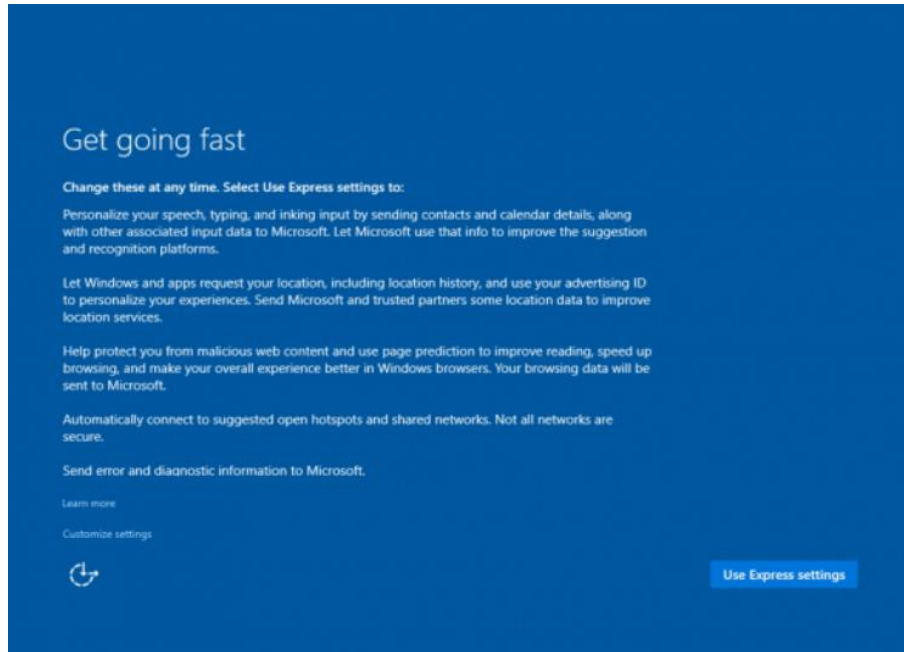 Get going fast
Change these at any time. Select Use Express settings to:
Personalize your speech, typing, and inking input by sending contacts and calendar details, along
with other associated input data to Microsoft. Let Microsoft use that info to improve the suggestion
and recognition platforms.
Let Windows and apps request your location, including location history, and use your advertising ID
to personalize your experiences. Send Microsoft and trusted partners some location data to improve
location services.
Help protect you from malicious web content and use page prediction to improve reading, speed up
browsing, and make your overall experience better in Windows browsers. Your browsing data will be
sent to Microsoft.
Automatically connect to suggested open hotspots and shared networks. Not all networks are
secure.
Send error and diagnostic information to Microsoft.
Learn more
Customize settings
Use Express settings